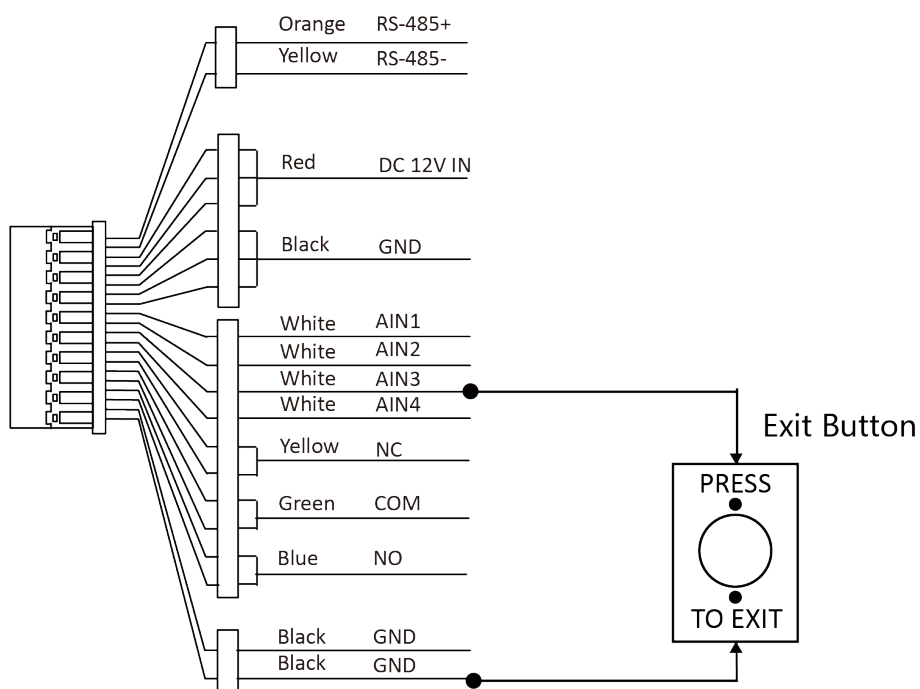 Orange RS-485+
Yellow RS-485-
Red DC 12V IN
Black GND
White AIN1
White AIN2
White AIN3
White AIN4
Exit Button
Yellow NC
PRESS
Green COM
Blue NO
TO EXIT
Black GND
Black GND